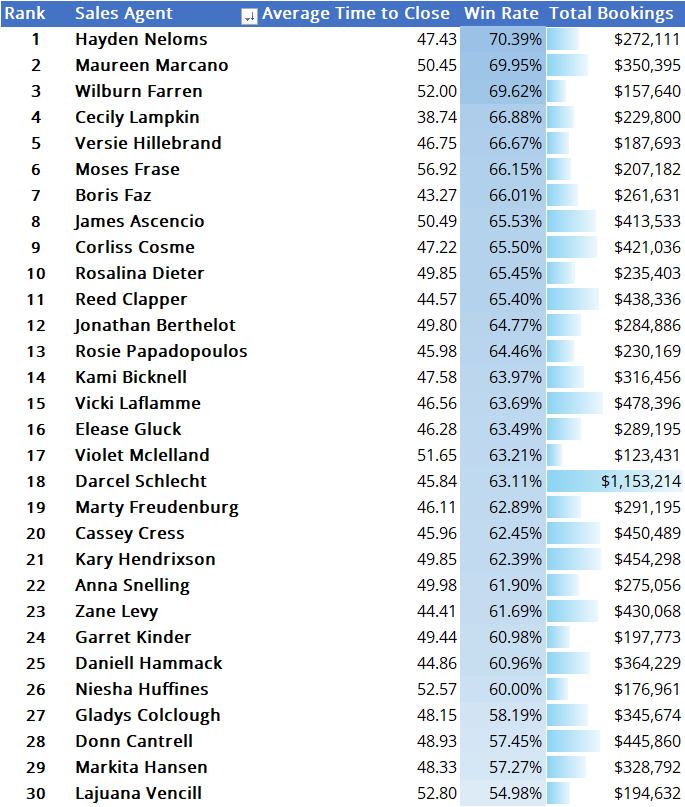 Rank Sales Agent Average Time to Close Win Rate Total Bookings
1 Hayden Neloms 47.43 70.39% $272,111
2 Maureen Marcano 50.45 69.95% $350,395
3 Wilburn Farren 52.00 69.62% $157,640
4 Cecily Lampkin 38.74 66.88% $229,800
5 Versie Hillebrand 46.75 66.67% $187,693
6 Moses Frase 56.92 66.15% $207,182
7 Boris Faz 43.27 66.01% $261,631
8 James Ascencio 50.49 65.53% $413,533
9 Corliss Cosme 47.22 65.50% $421,036
10 Rosalina Dieter 49.85 65.45% $235,403
11 Reed Clapper 44.57 65.40% $438,336
12 Jonathan Berthelot 49.80 64.77% $284,886
13 Rosie Papadopoulos 45.98 64.46% $230,169
14 Kami Bicknell 47.58 63.97% $316,456
15 Vicki Laflamme 46.56 63.69% $478,396
16 Elease Gluck 46.28 63.49% $289,195
17 Violet Mclelland 51.65 63.21% $123,431
18 Darcel Schlecht 45.84 63.11% $1,153,214
19 Marty Freudenburg 46.11 62.89% $291,195
20 Cassey Cress 45.96 62.45% $450,489
21 Kary Hendrixson 49.85 62.39% $454,298
22 Anna Snelling 49.98 61.90% $275,056
23 Zane Levy 44.41 61.69% $430,068
24 Garret Kinder 49.44 60.98% $197,773
25 Daniell Hammack 44.86 60.96% $364,229
26 Niesha Huffines 52.57 60.00% $176,961
27 Gladys Colclough 48.15 58.19% $345,674
28 Donn Cantrell 48.93 57.45% $445,860
29 Markita Hansen 48.33 57.27% $328,792
30 Lajuana Vencill 52.80 54.98% $194,632